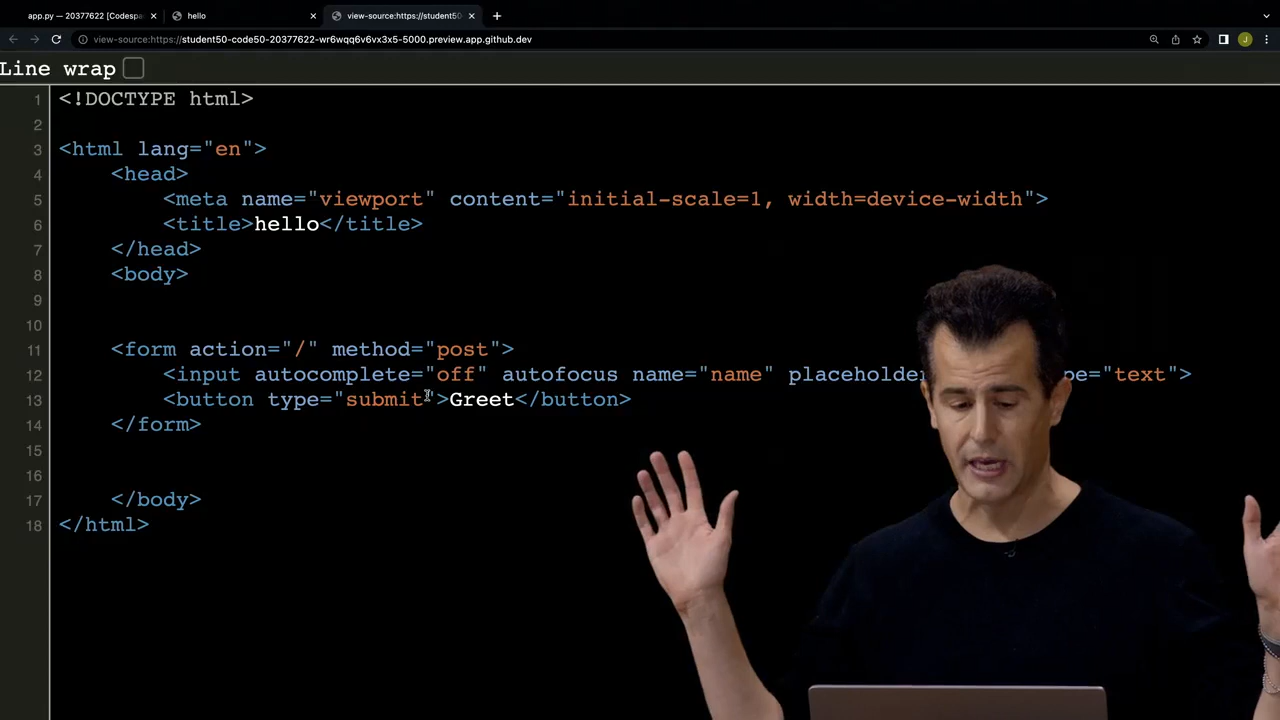 app.py — 20377622 [Codespa
hello
view-source:https://student50
view-source:https://student50-code50-20377622-wr6wqq6v6vx3x5-5000.preview.app.github.dev
J
Line wrap
1 <!DOCTYPE html>
2
3 <html lang="en">
4 <head>
5 <meta name="viewport" content="initial-scale=1, width=device-width">
6 <title>hello</title>
7 </head>
8 <body>
9
10
11 <form action="/" method="post">
12 <input autocomplete="off" autofocus name="name" placeholder pe="text">
13 <button type="submit">Greet</button>
14 </form>
15
16
17 </body>
18 </html>